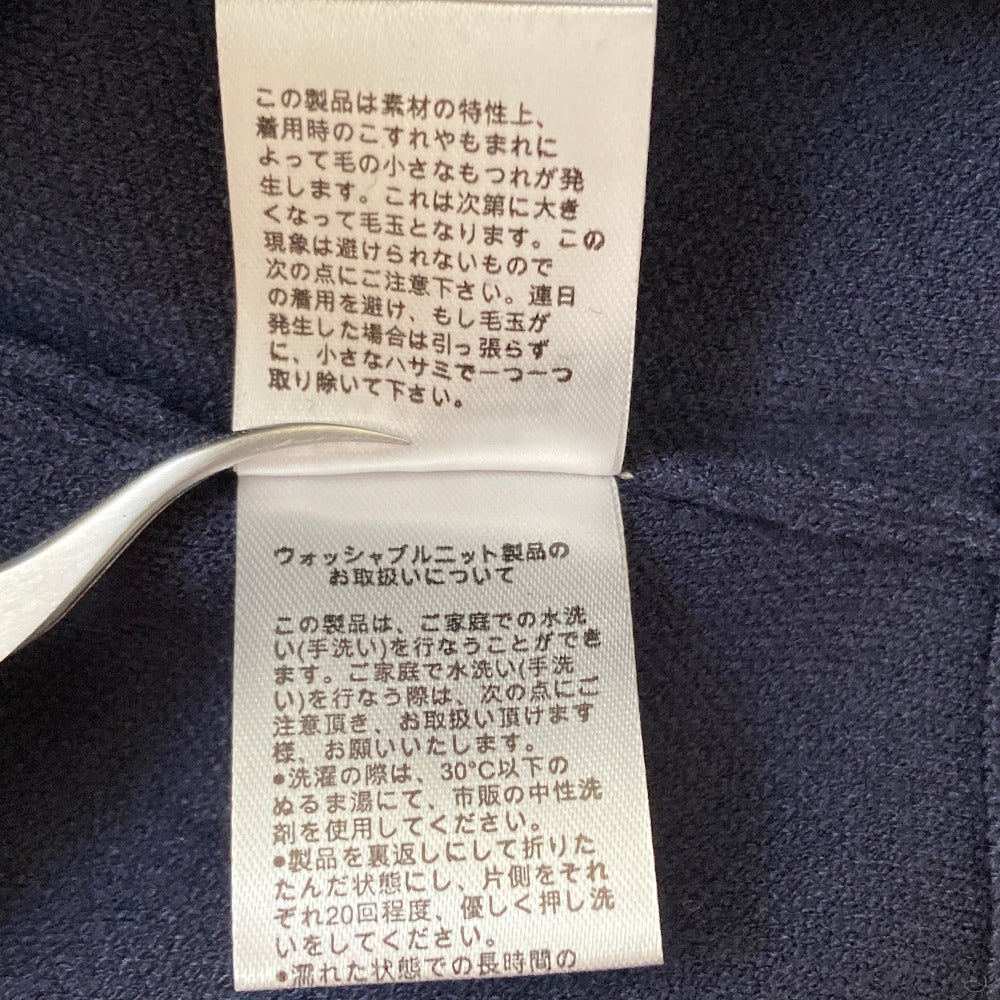 この製品は素材の特性上、
着用時のこすれやもまれに
よって毛の小さなもつれが発
生します。これは次第に大き
くなって毛玉となります。この
現象は避けられないもので
次の点にご注意下さい。連日
の着用を避け、もし毛玉が
発生した場合は引っ張らず
に、小さなハサミで一つ一つ
取り除いて下さい。
ウォッシャブルニット製品の
お取扱いについて
この製品は、ご家庭での水洗
い(手洗い)を行なうことができ
ます。ご家庭で水洗い(手洗
い)を行なう際は、次の点にご
注意頂き、お取扱い頂けます
様、お願いいたします。
●洗濯の際は、30℃以下の
ぬるま湯にて、市販の中性洗
剤を使用してください。
●製品を裏返しにして折りた
たんだ状態にし、片側をそれ
ぞれ20回程度、優しく押し洗
いをしてください。
●濡れた状態での長時間の